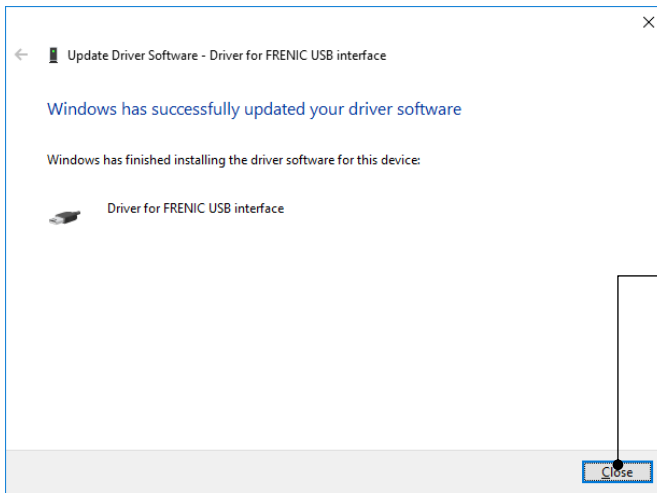 Update Driver Software - Driver for FRENIC USB interface
Windows has successfully updated your driver software
Windows has finished installing the driver software for this device:
Driver for FRENIC USB interface
Close